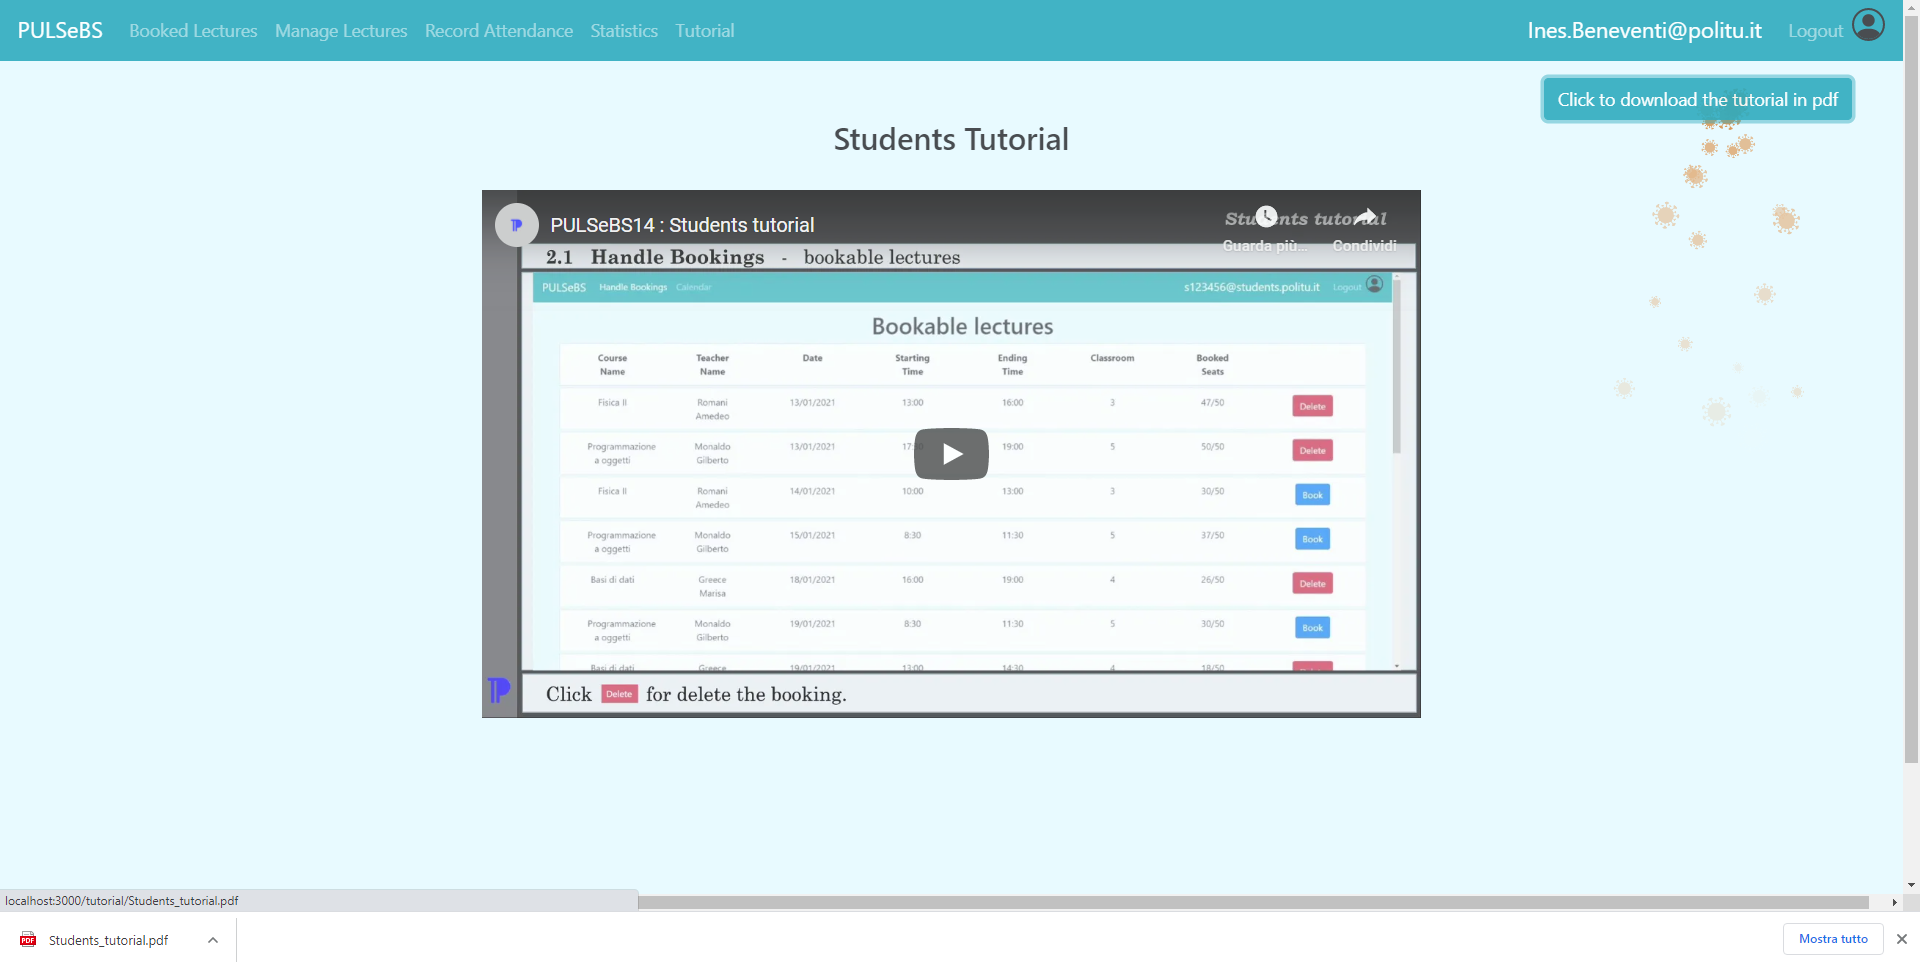 PULSeBS Booked Lectures Manage Lectures Record Attendance Statistics Tutorial Ines.Beneventi@politu.it Logout
Click to download the tutorial in pdf
Students Tutorial
PULSeBS14 : Students tutorial
Students tutorial
Guarda più... Condividi
2.1 Handle Bookings - bookable lectures
PULSeBS Handle Bookings Calendar s123456@students.politu.it Logout
Bookable lectures
Course Teacher Date Starting Ending Classroom Booked
Name Name Time Time Seats
Fisica II Romani 13/01/2021 13:00 16:00 3 47/50 Delete
Amedeo
Programmazione Monaldo 13/01/2021 17: 19:00 5 50/50 Delete
a oggetti Gilberto
Fisica II Romani 14/01/2021 10:00 13:00 3 30/50 Book
Amedeo
Programmazione Monaldo 15/01/2021 8:30 11:30 5 37/50 Book
a oggetti Gilberto
Basi di dati Greece 18/01/2021 16:00 19:00 4 26/50 Delete
Marisa
Programmazione Monaldo 19/01/2021 8:30 11:30 5 30/50 Book
a oggetti Gilberto
Basi di dati Greece 19/01/2021 13:00 14:30 4 18/50
Click Delete for delete the booking.
localhost:3000/tutorial/Students_tutorial.pdf
PDF Students_tutorial.pdf Mostra tutto